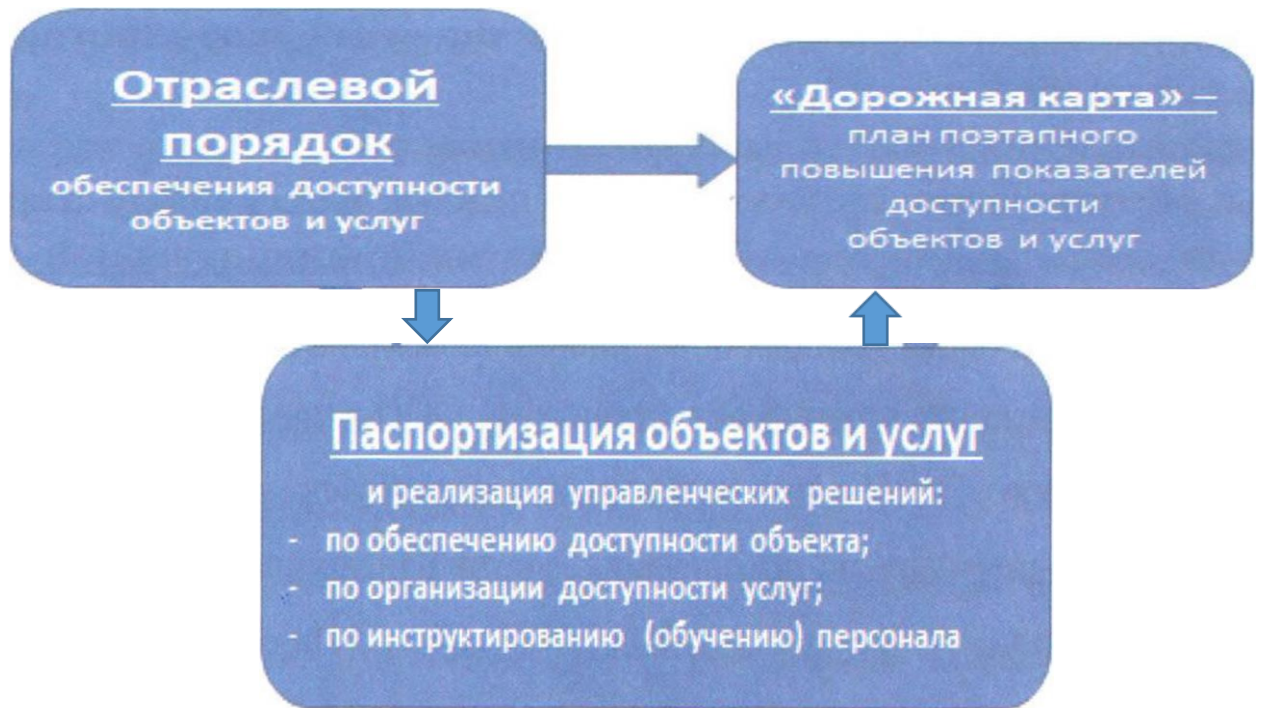 Отраслевой
порядок
обеспечения доступности
объектов и услуг
«Дорожная карта» –
план поэтапного
повышения показателей
доступности
объектов и услуг
Паспортизация объектов и услуг
и реализация управленческих решений:
- по обеспечению доступности объекта;
- по организации доступности услуг;
- по инструктированию (обучению) персонала